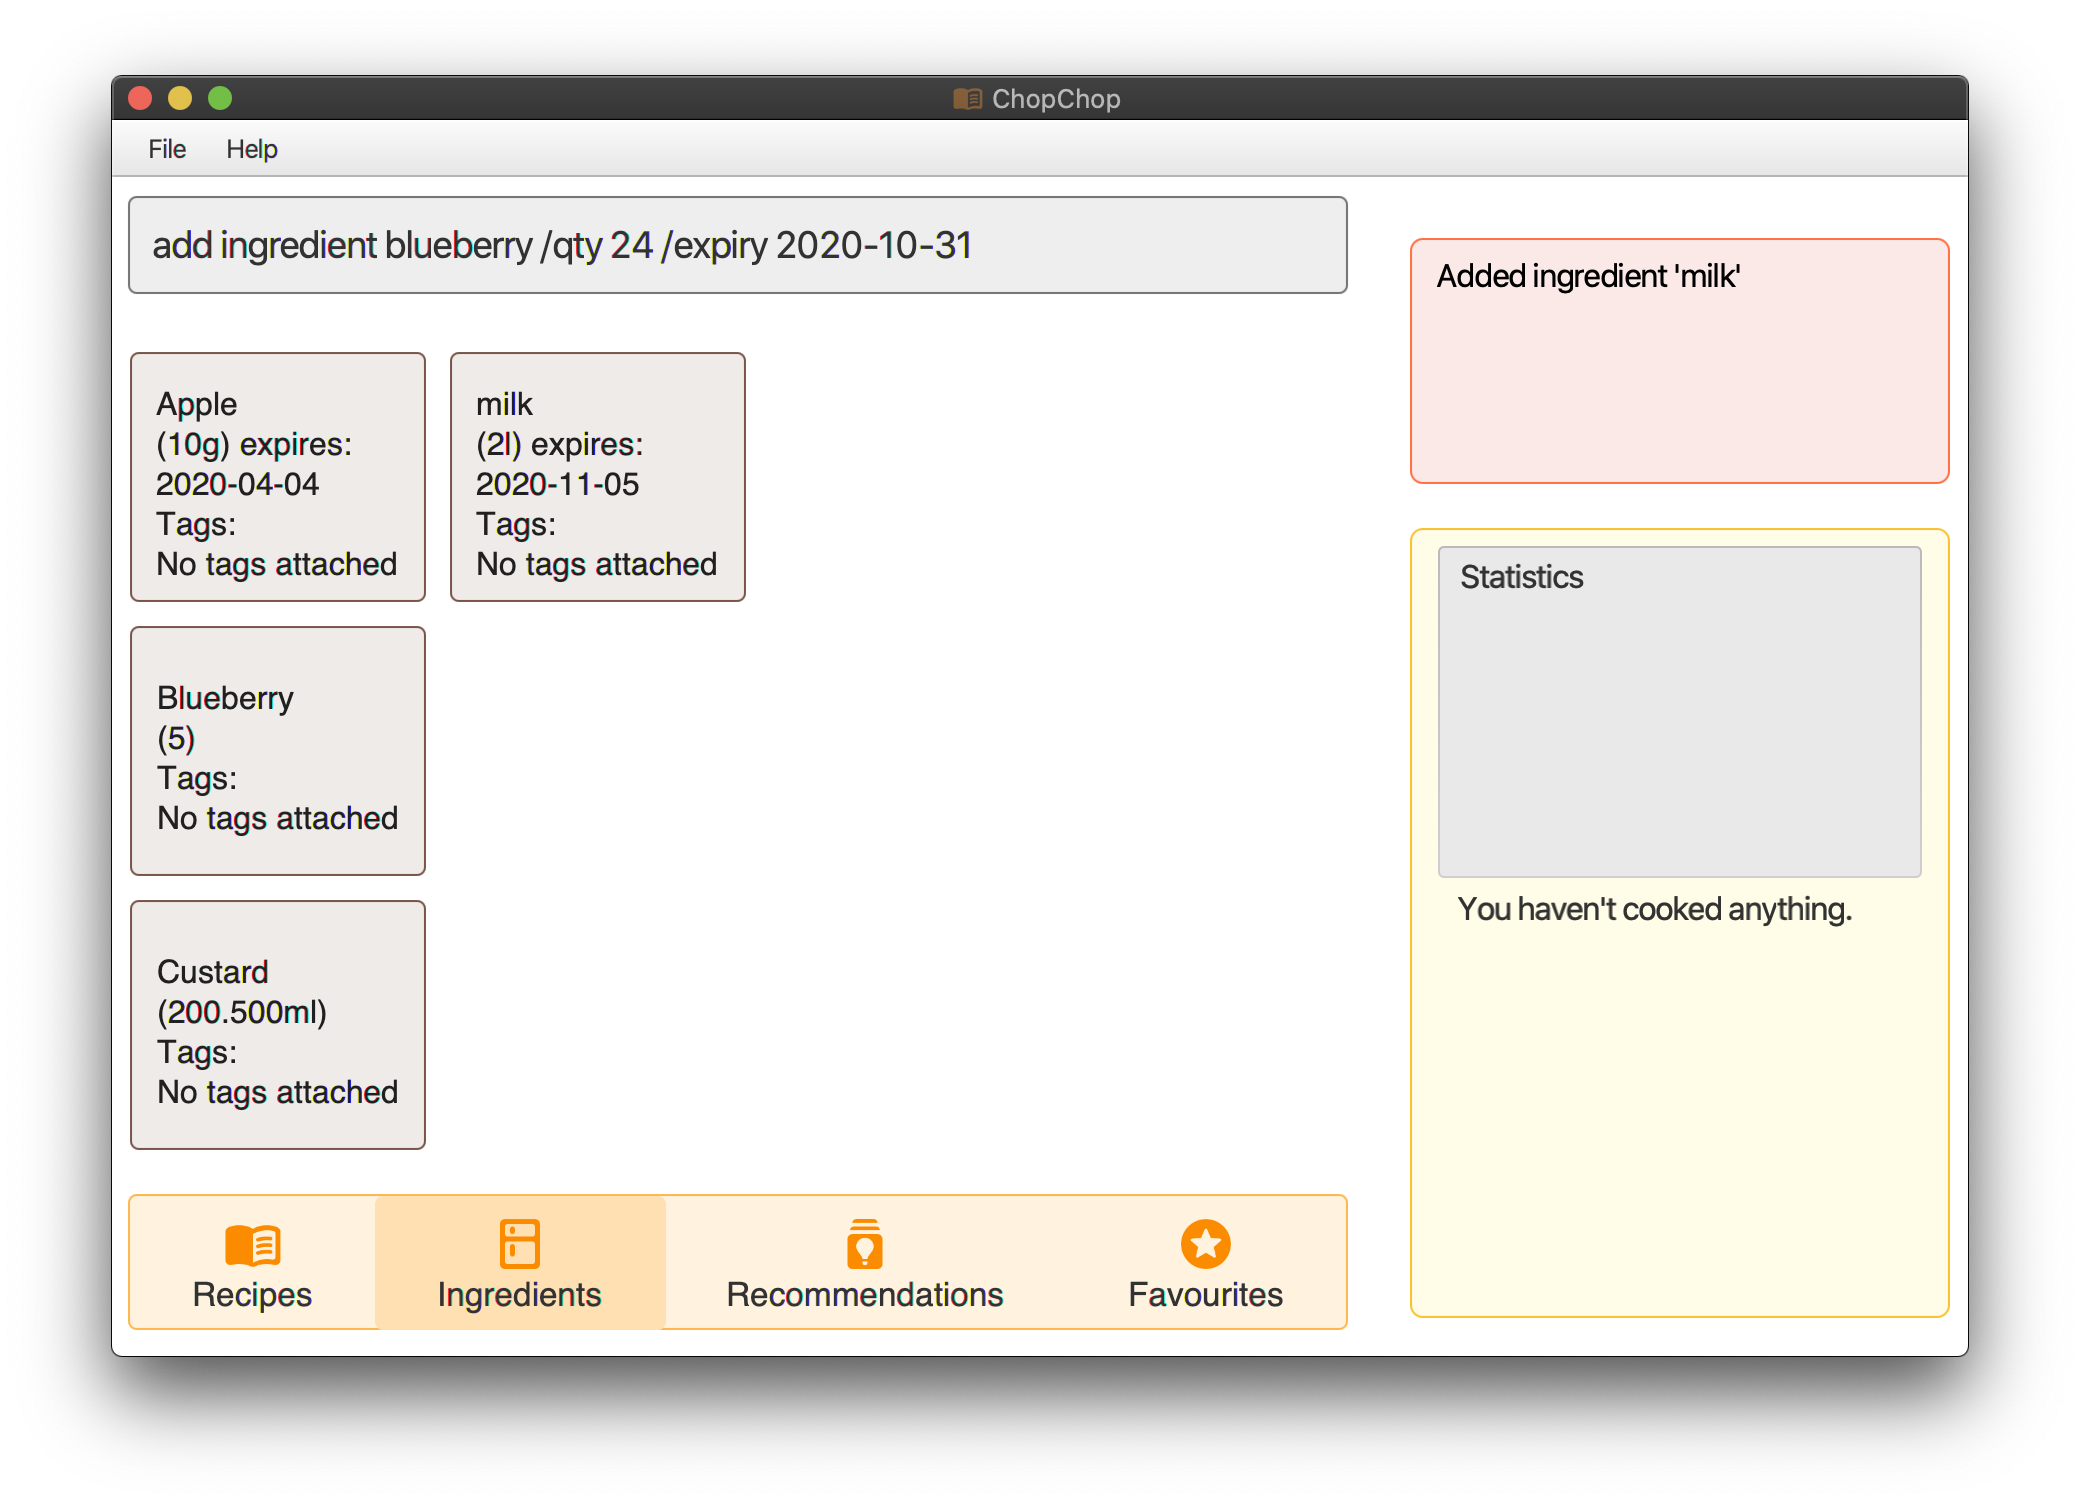 ChopChop
File Help
add ingredient blueberry /qty 24 /expiry 2020-10-31
Added ingredient 'milk'
Apple
(10g) expires:
2020-04-04
Tags:
No tags attached
milk
(2l) expires:
2020-11-05
Tags:
No tags attached
Blueberry
(5)
Tags:
No tags attached
Custard
(200.500ml)
Tags:
No tags attached
Statistics
You haven't cooked anything.
Recipes
Ingredients
Recommendations
Favourites